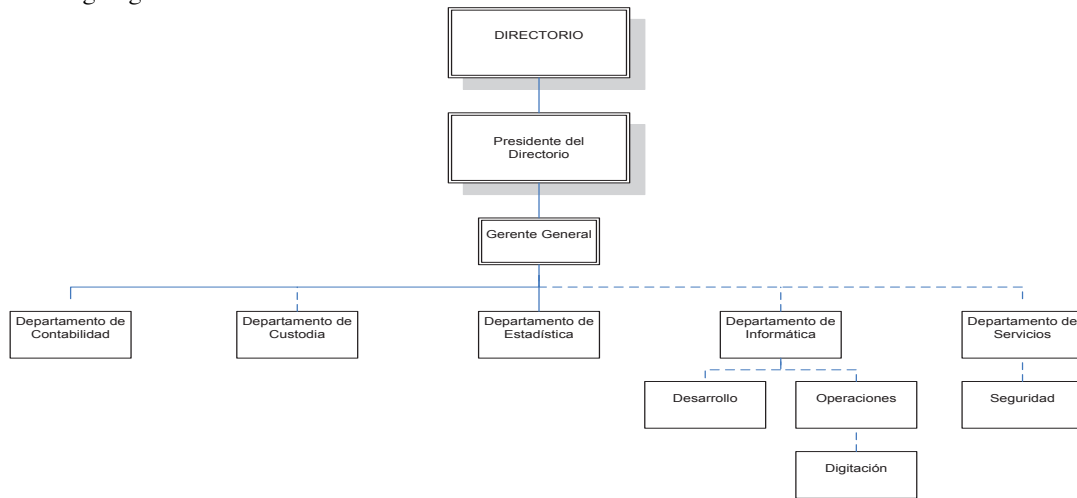 DIRECTORIO
Presidente del
Directorio
Gerente General
Departamento de
Contabilidad
Departamento de
Custodia
Departamento de
Estadística
Departamento de
Informática
Departamento de
Servicios
Desarrollo
Operaciones
Seguridad
Digitación